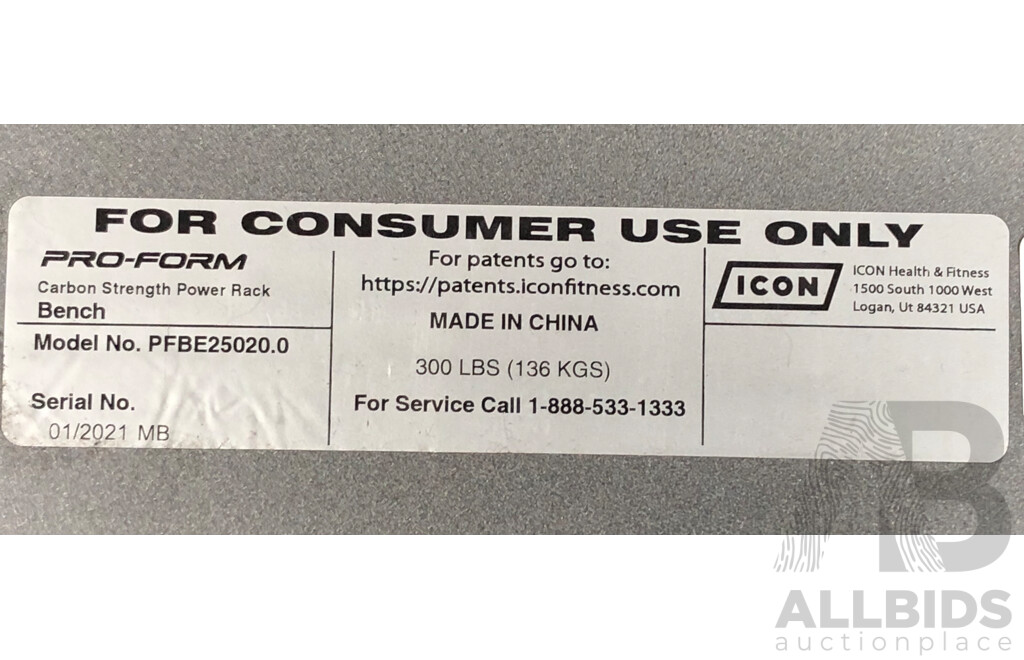 FOR CONSUMER USE ONLY
PRO-FORM
Carbon Strength Power Rack
Bench
Model No. PFBE25020.0
Serial No.
01/2021 MB
For patents go to:
https://patents.iconfitness.com
MADE IN CHINA
300 LBS (136 KGS)
For Service Call 1-888-533-1333
ICON
ICON Health & Fitness
1500 South 1000 West
Logan, Ut 84321 USA
AB
ALLBIDS
auctionplace